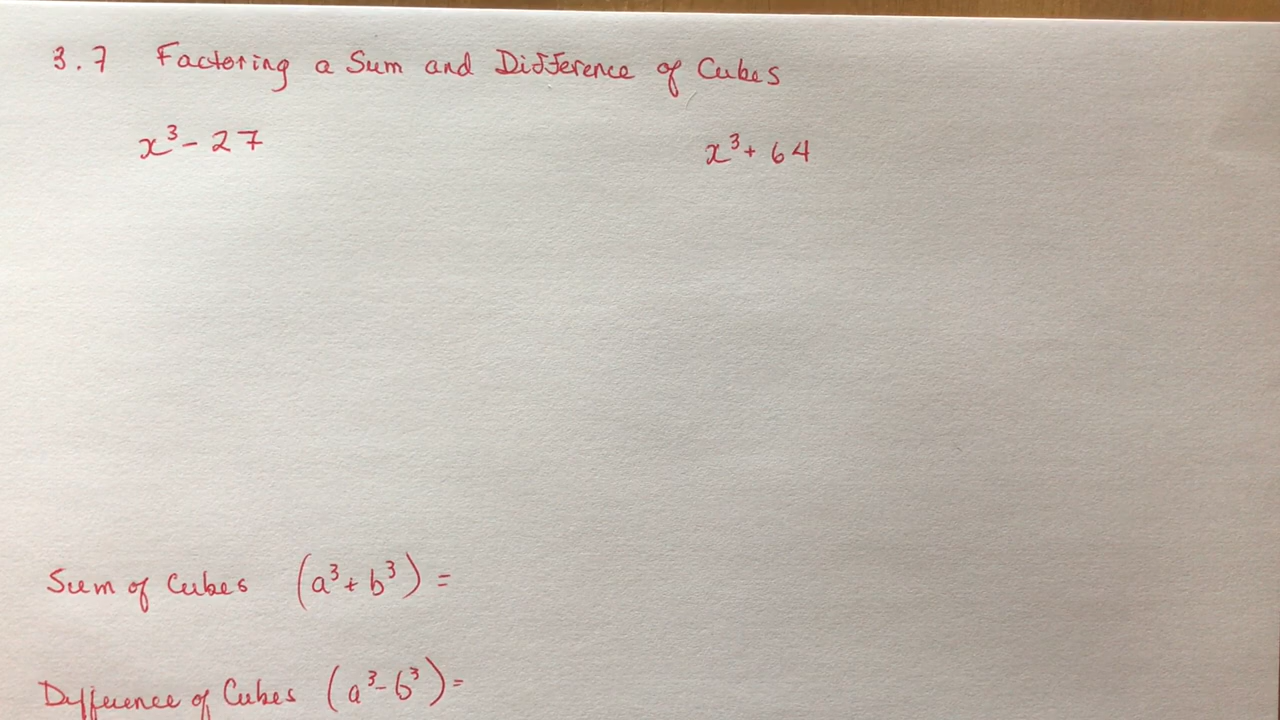 3.7 Factoring a Sum and Difference of Cubes
x³ - 27
x³ + 64
Sum of Cubes (a³ + b³) =
Difference of Cubes (a³ - b³) =